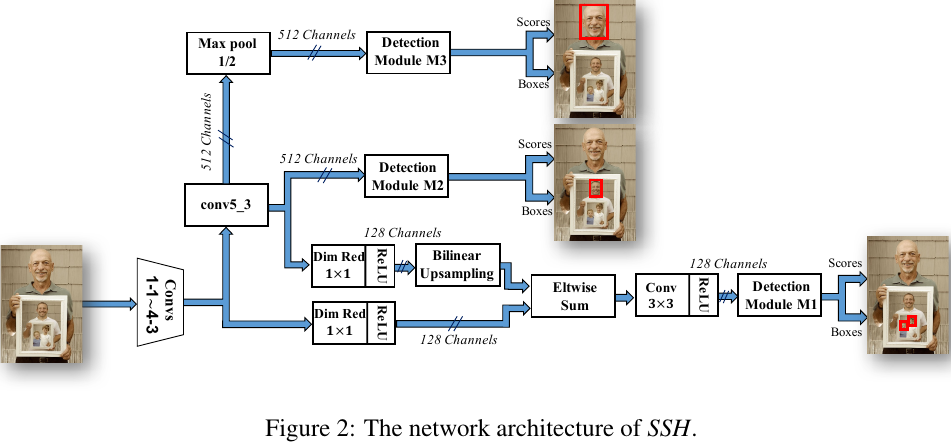 512 Channels
Scores
Max pool
1/2
Detection
Module M3
Boxes
512 Channels
512 Channels
Scores
Detection
Module M2
conv5_3
Boxes
128 Channels
Dim Red
1×1
ReLU
Bilinear
Upsampling
Convs
1-1~4-3
Dim Red
1×1
ReLU
128 Channels
Eltwise
Sum
Conv
3×3
ReLU
128 Channels
Detection
Module M1
Scores
Boxes
Figure 2: The network architecture of SSH.